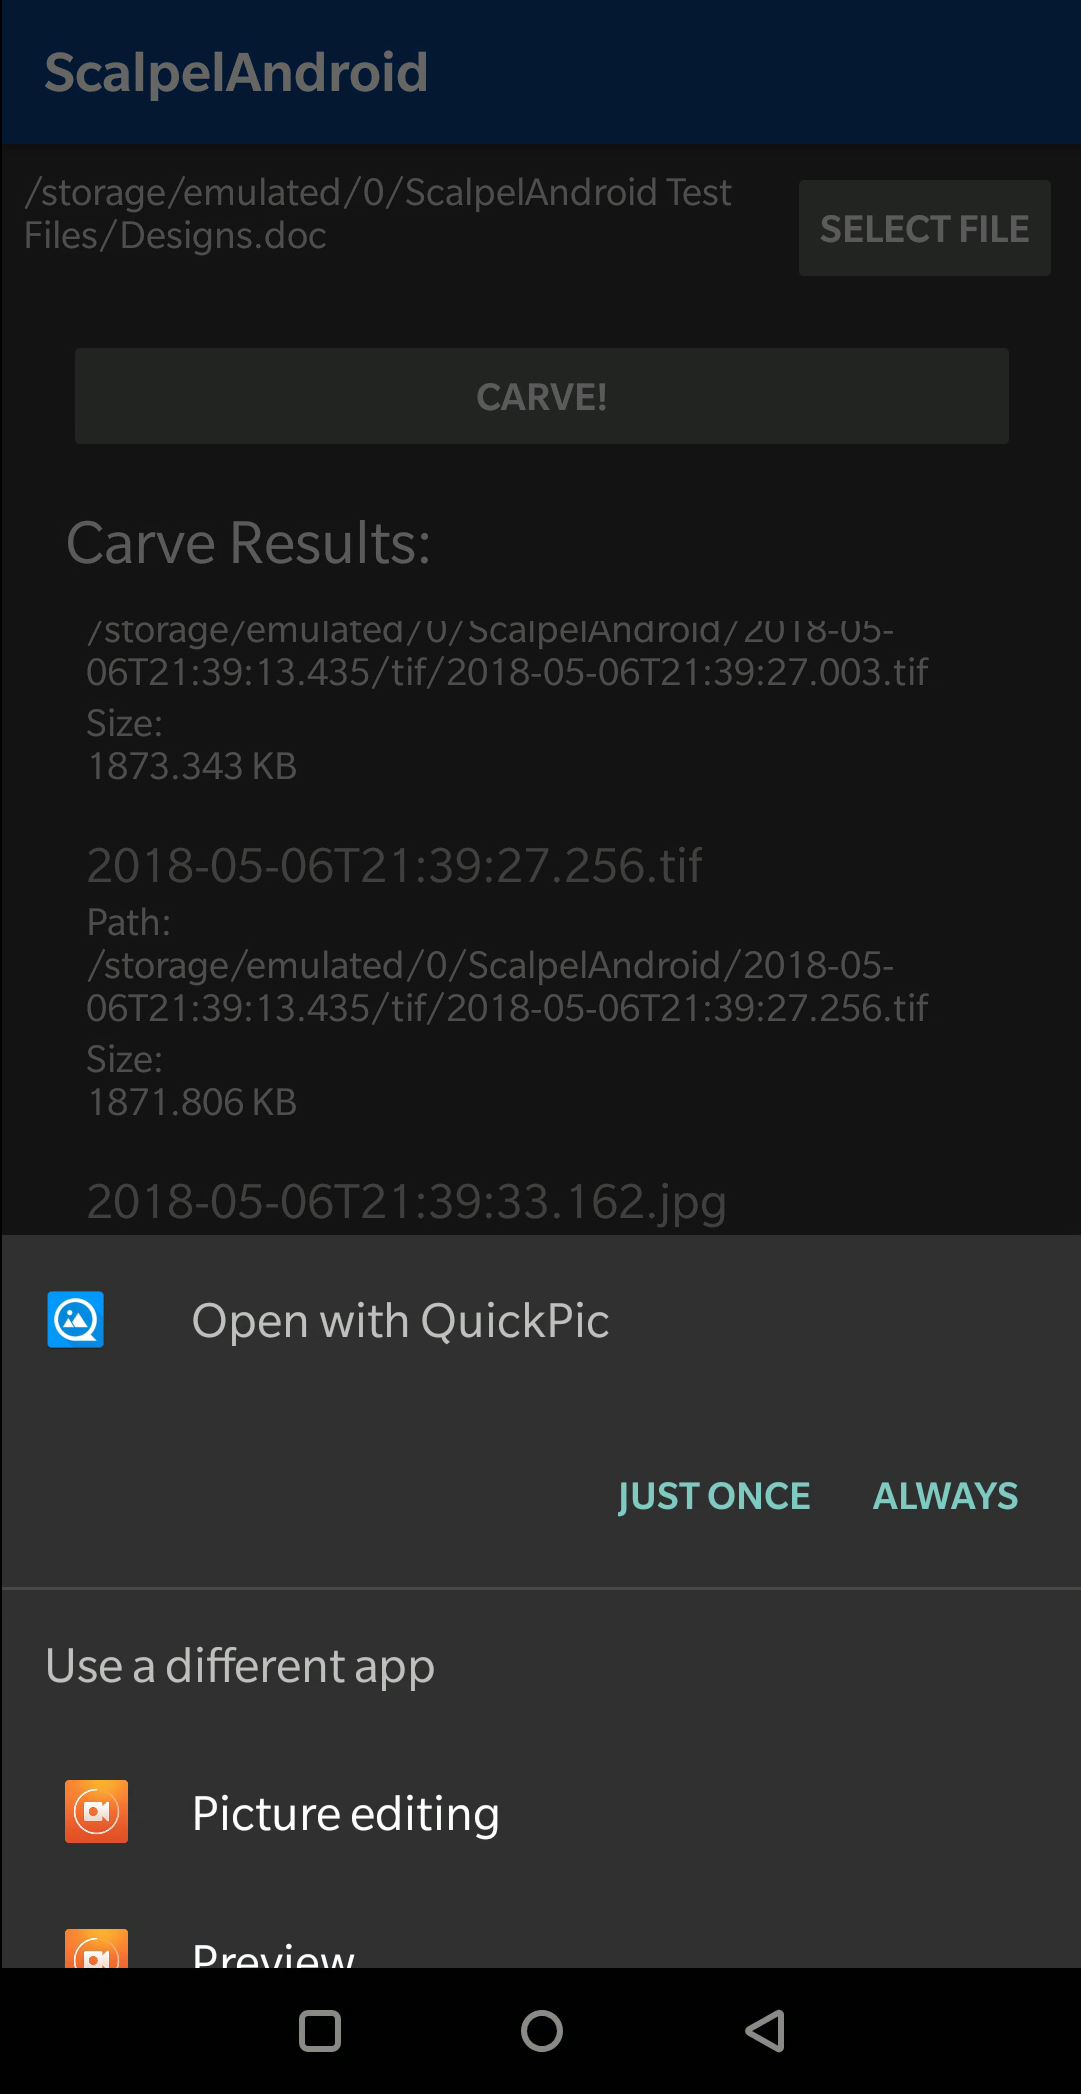 ScalpelAndroid
/storage/emulated/0/ScalpelAndroid Test
Files/Designs.doc
SELECT FILE
CARVE!
Carve Results:
/storage/emulated/0/ScalpelAndroid/2018-05-
06T21:39:13.435/tif/2018-05-06T21:39:27.003.tif
Size:
1873.343 KB
2018-05-06T21:39:27.256.tif
Path:
/storage/emulated/0/ScalpelAndroid/2018-05-
06T21:39:13.435/tif/2018-05-06T21:39:27.256.tif
Size:
1871.806 KB
2018-05-06T21:39:33.162.jpg
Open with QuickPic
JUST ONCE
ALWAYS
Use a different app
Picture editing
Preview